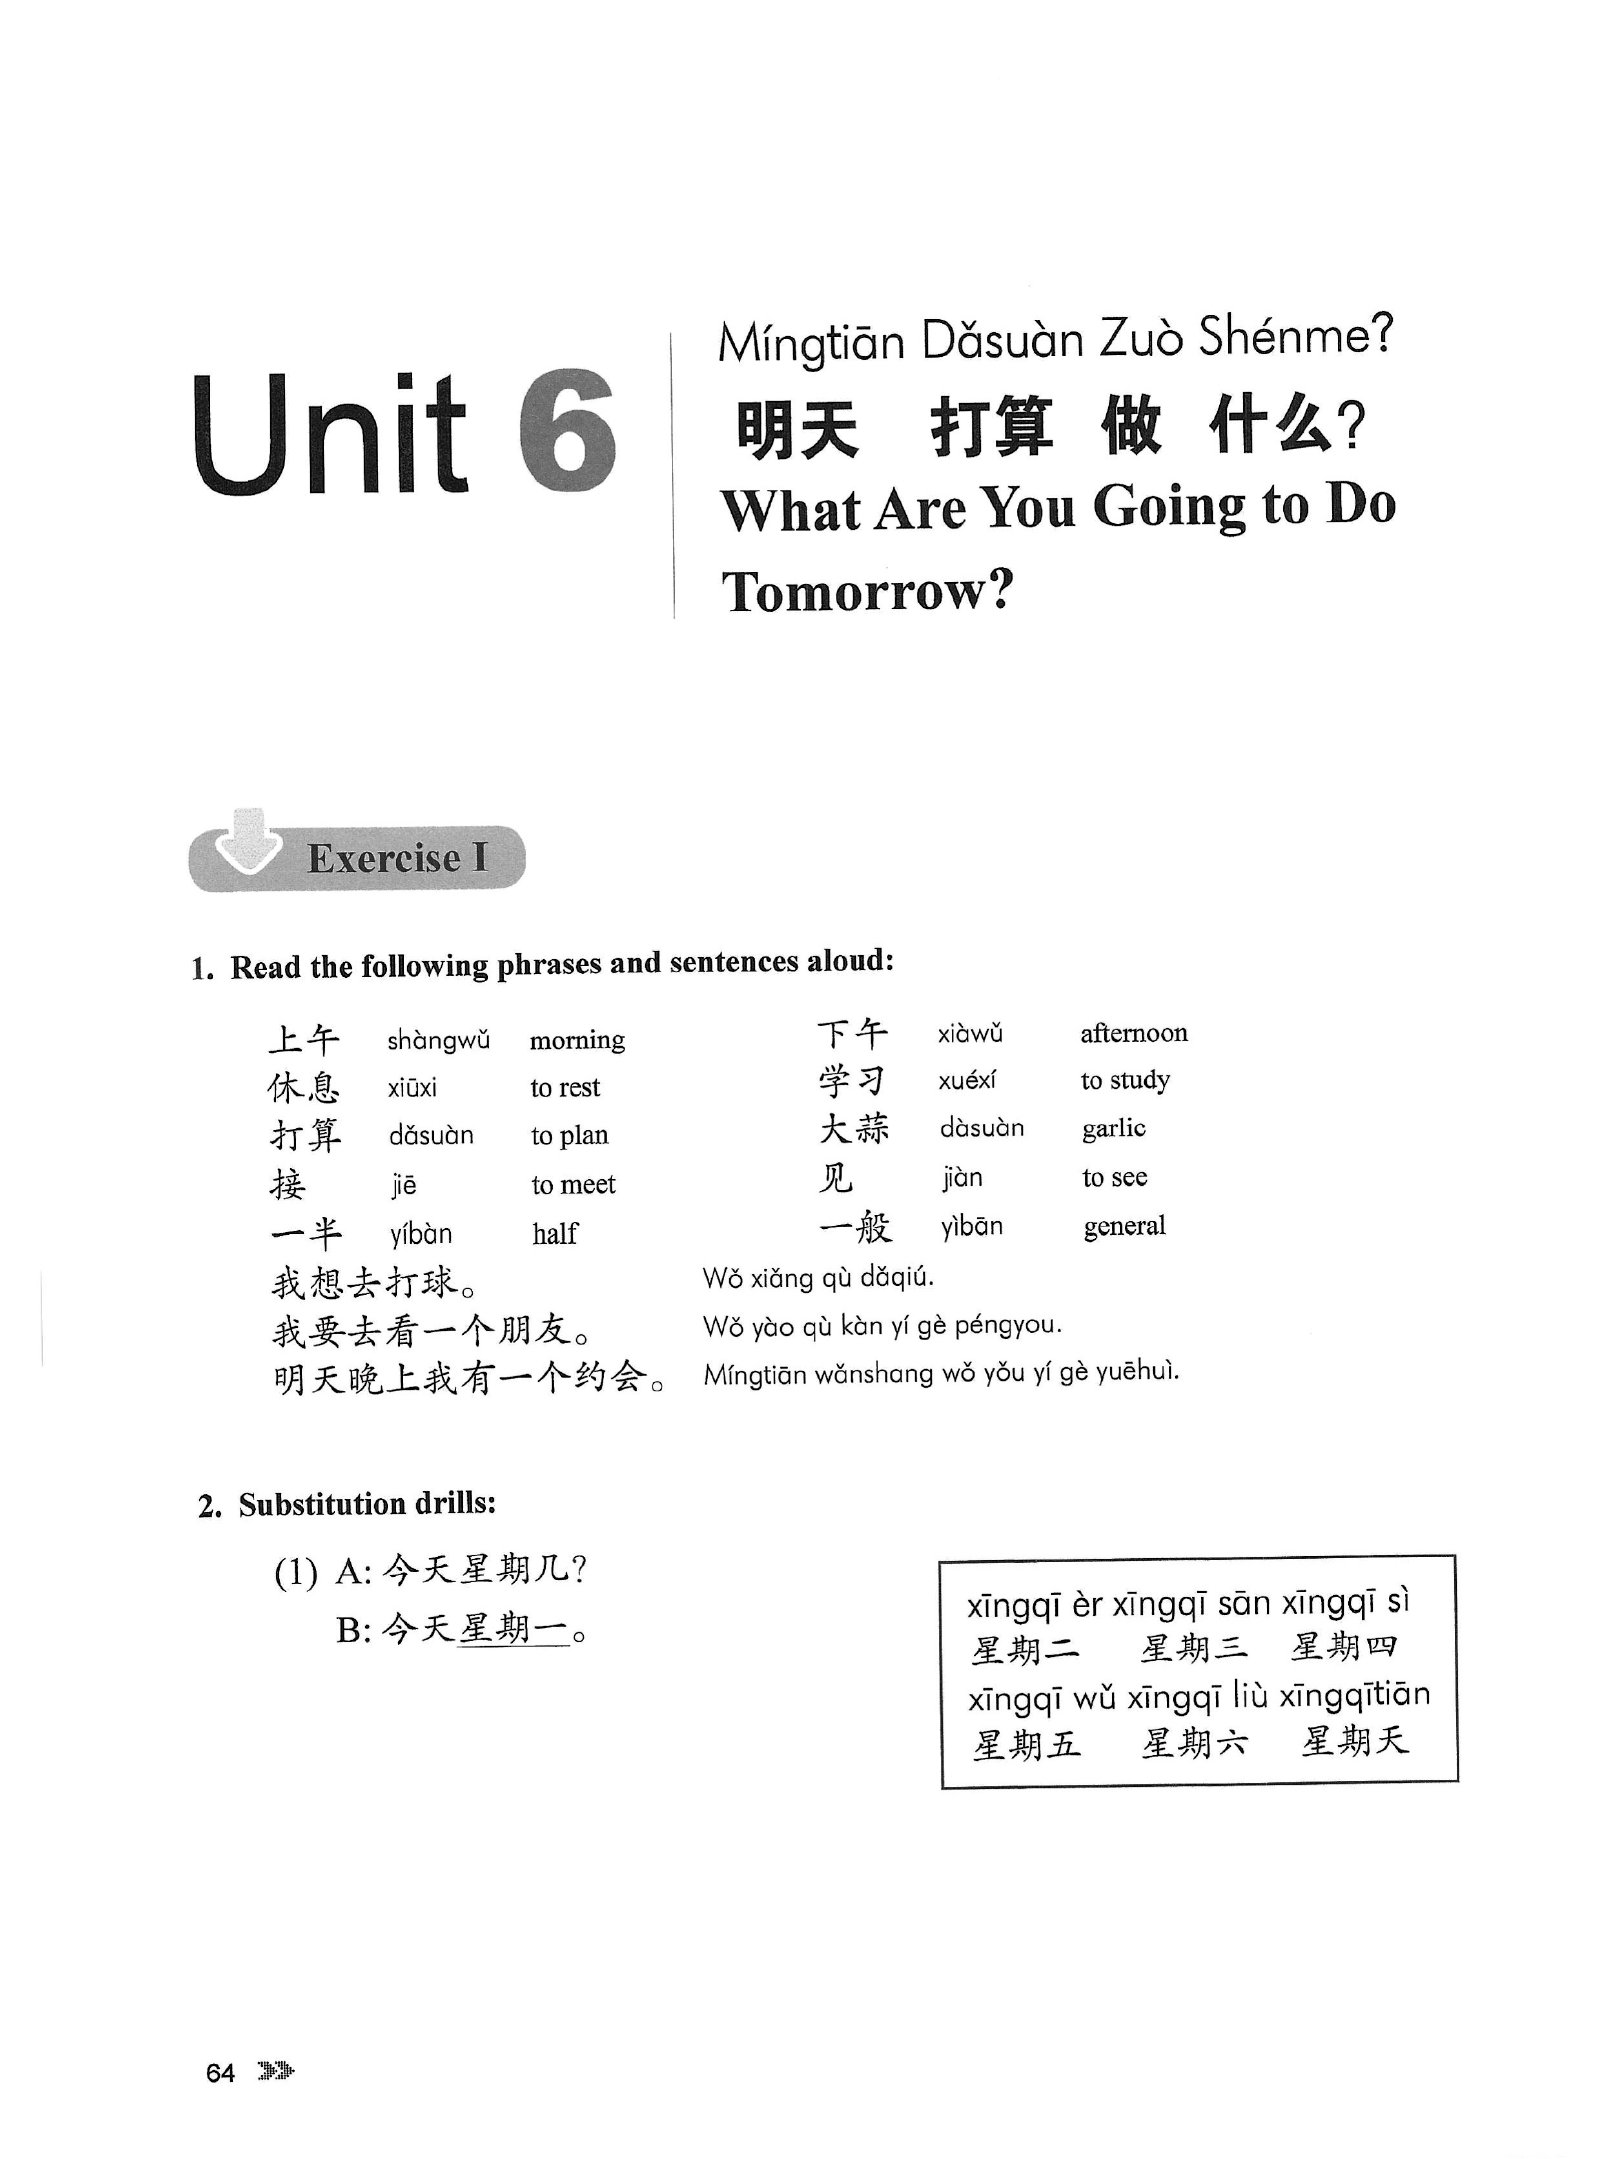 Unit 6
Míngtiān Dǎsuàn Zuò Shénme?
明天 打算 做 什么?
What Are You Going to Do
Tomorrow?
Exercise I
1. Read the following phrases and sentences aloud:
上午 shàngwǔ morning 下午 xiàwǔ afternoon
休息 xiūxi to rest 学习 xuéxí to study
打算 dǎsuàn to plan 大蒜 dàsuàn garlic
接 jiē to meet 见 jiàn to see
一半 yíbàn half 一般 yìbān general
我想去打球。 Wǒ xiǎng qù dǎqiú.
我要去看一个朋友。 Wǒ yào qù kàn yí gè péngyou.
明天晚上我有一个约会。 Míngtiān wǎnshang wǒ yǒu yí gè yuēhuì.
2. Substitution drills:
(1) A: 今天星期几?
B: 今天星期一。
xīngqī èr xīngqī sān xīngqī sì
星期二 星期三 星期四
xīngqī wǔ xīngqī liù xīngqītiān
星期五 星期六 星期天
64